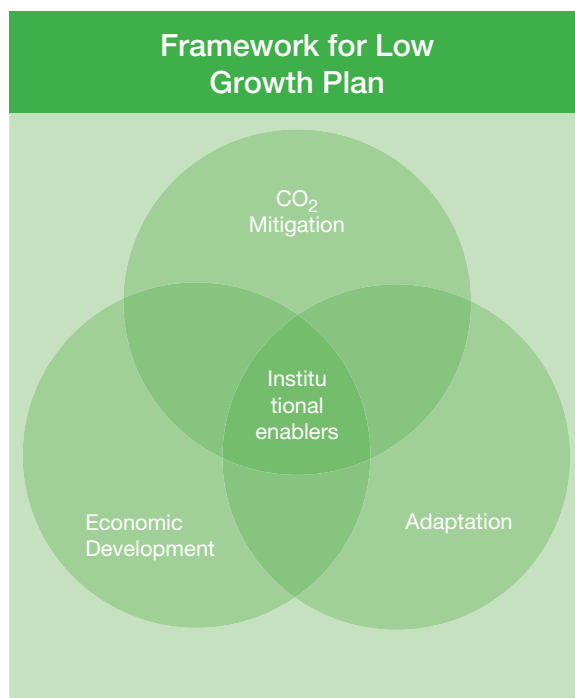 Framework for Low
Growth Plan
CO₂
Mitigation
Institu
tional
enablers
Economic
Development
Adaptation